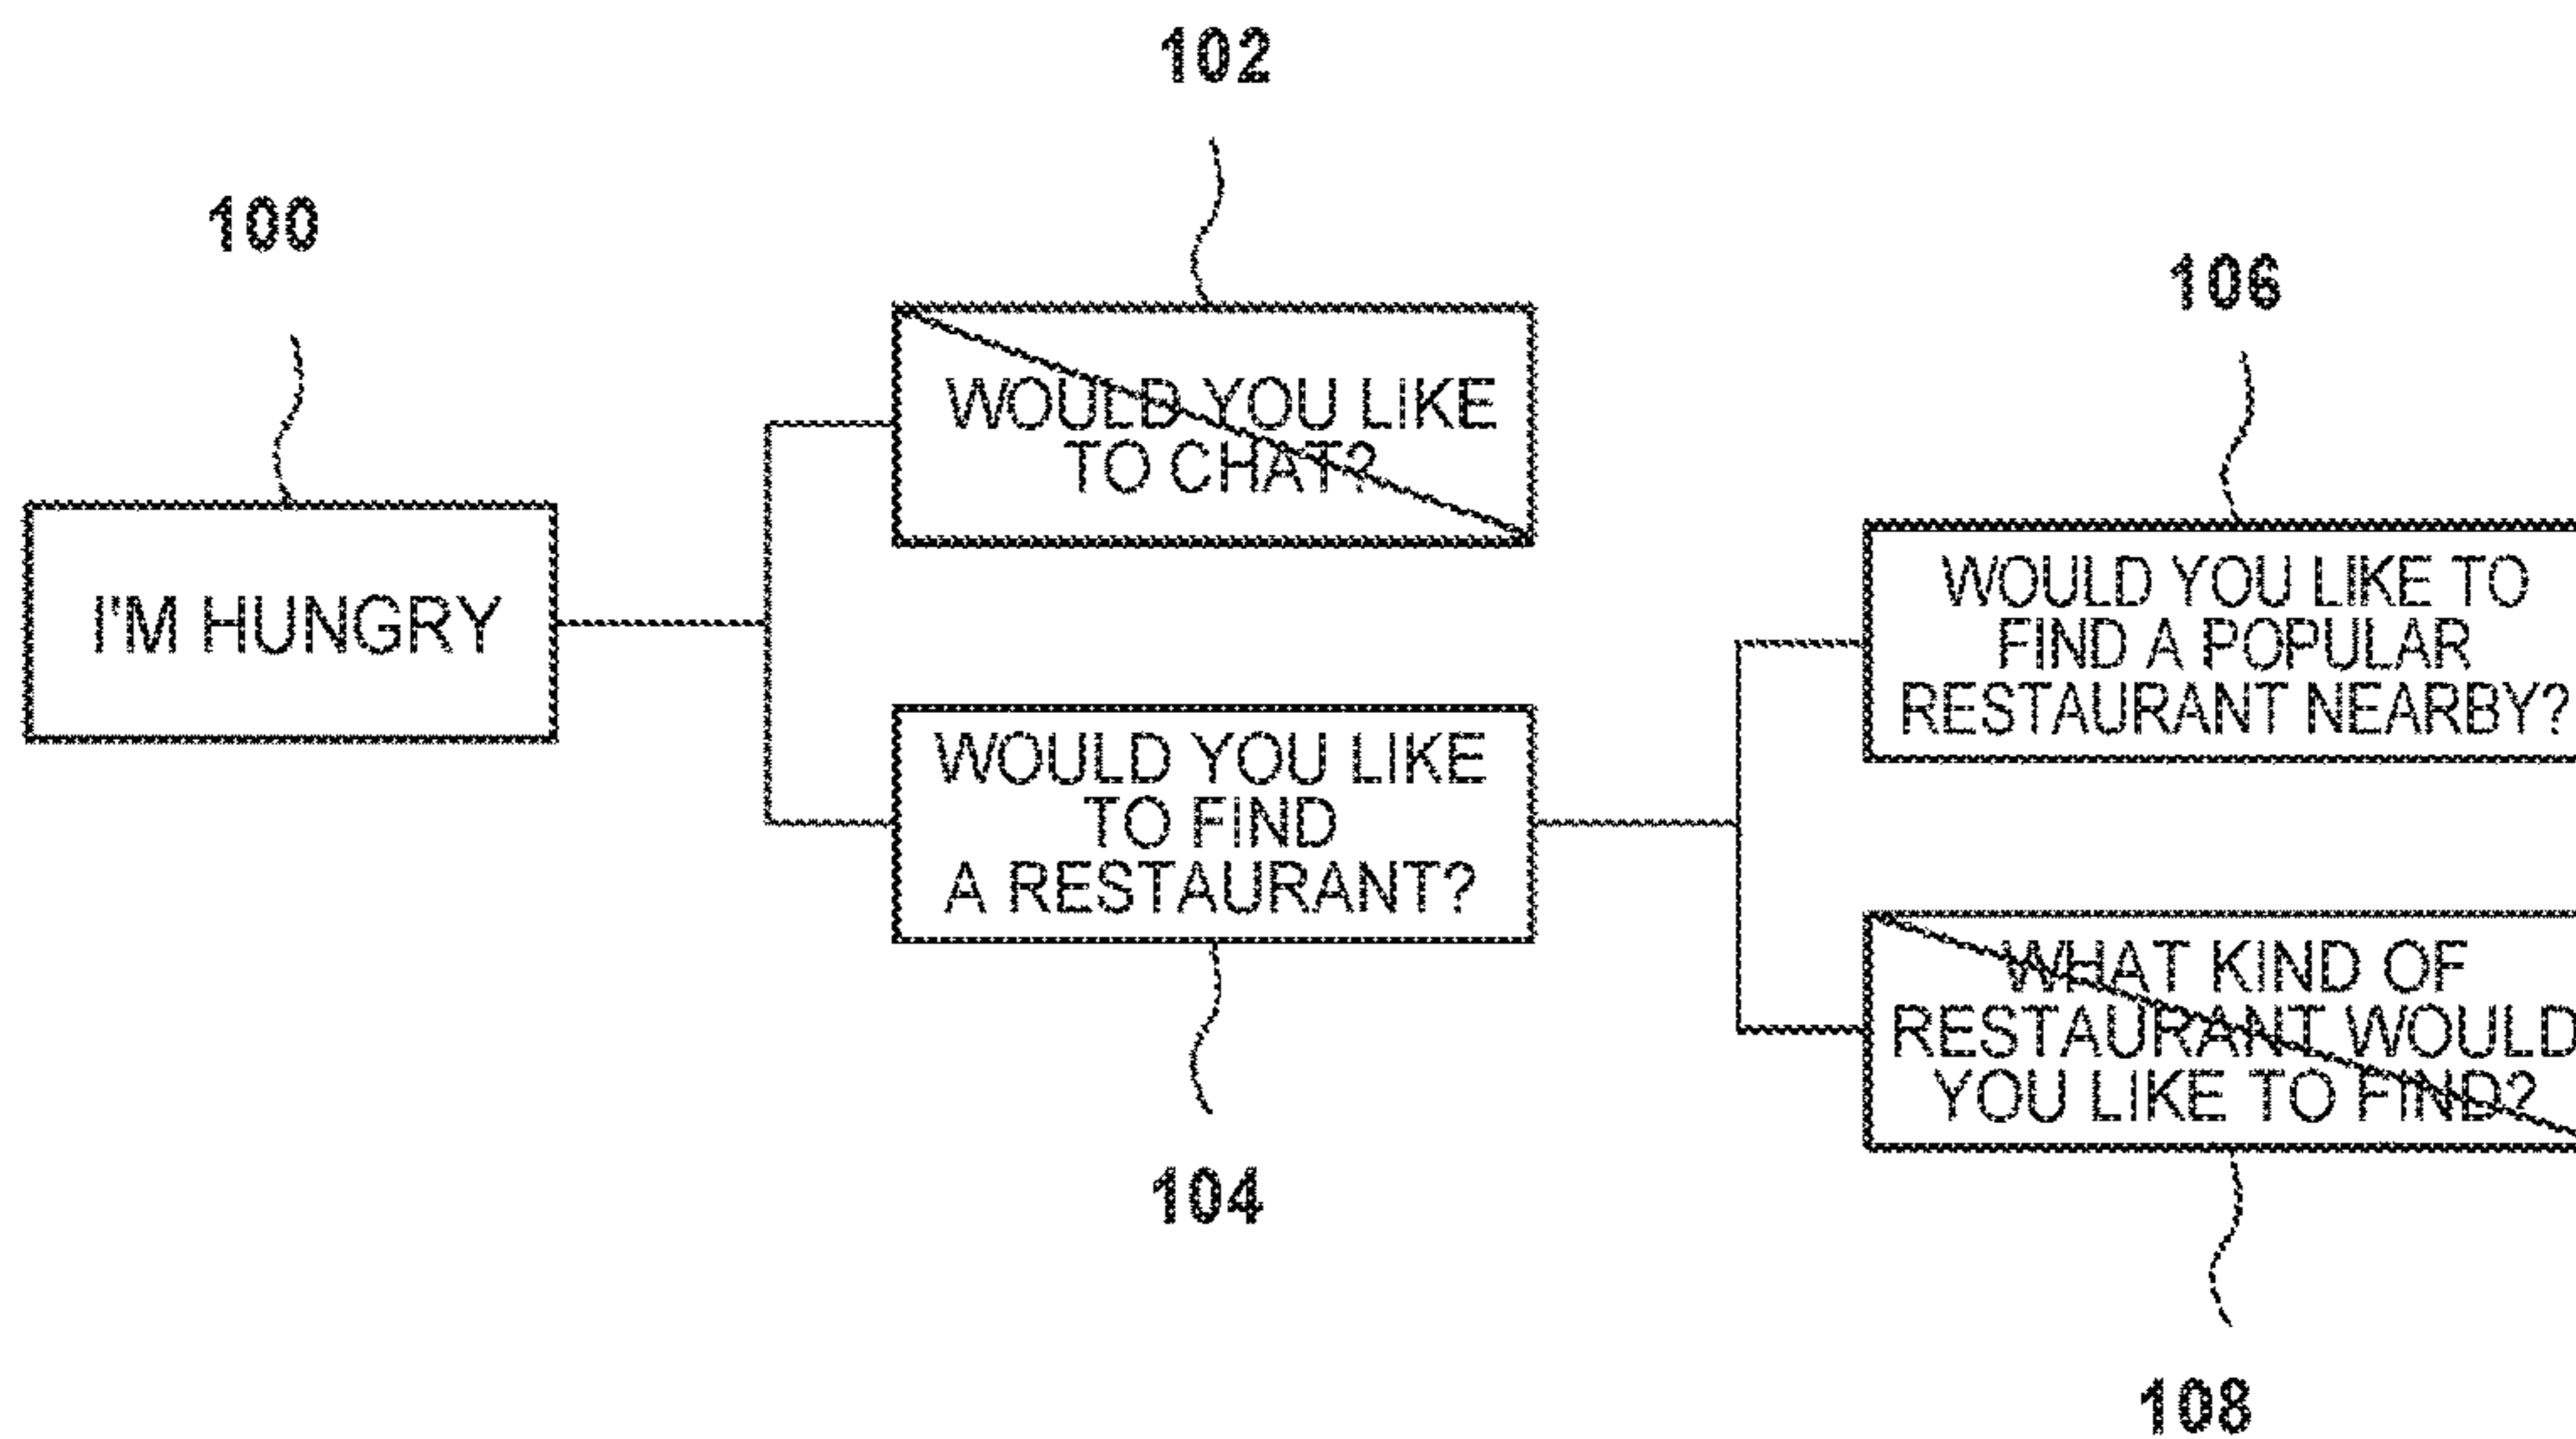 102
100
106
WOULD YOU LIKE
TO CHAT?
I'M HUNGRY
WOULD YOU LIKE TO
FIND A POPULAR
RESTAURANT NEARBY?
WOULD YOU LIKE
TO FIND
A RESTAURANT?
WHAT KIND OF
RESTAURANT WOULD
YOU LIKE TO FIND?
104
108